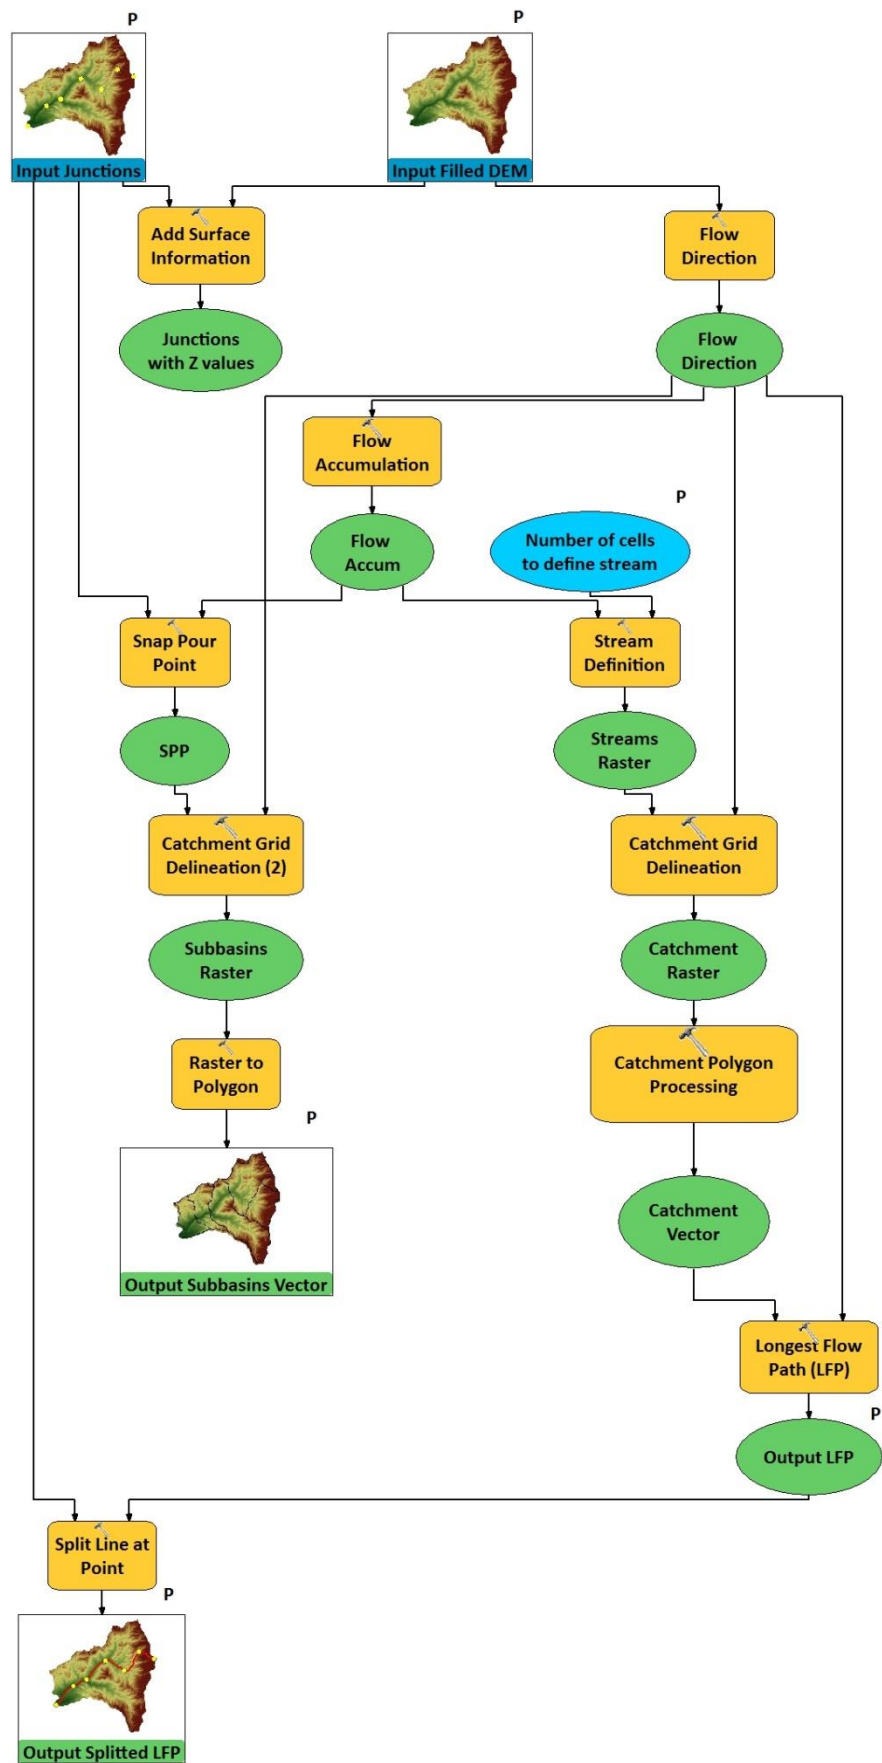 P
P
Input Junctions
Input Filled DEM
Add Surface
Information
Flow
Direction
Junctions
with Z values
Flow
Direction
Flow
Accumulation
P
Flow
Accum
Number of cells
to define stream
Snap Pour
Point
Stream
Definition
SPP
Streams
Raster
Catchment Grid
Delineation (2)
Catchment Grid
Delineation
Subbasins
Raster
Catchment
Raster
Raster to
Polygon
Catchment Polygon
Processing
P
Output Subbasins Vector
Catchment
Vector
Longest Flow
Path (LFP)
P
Output LFP
Split Line at
Point
P
Output Splitted LFP